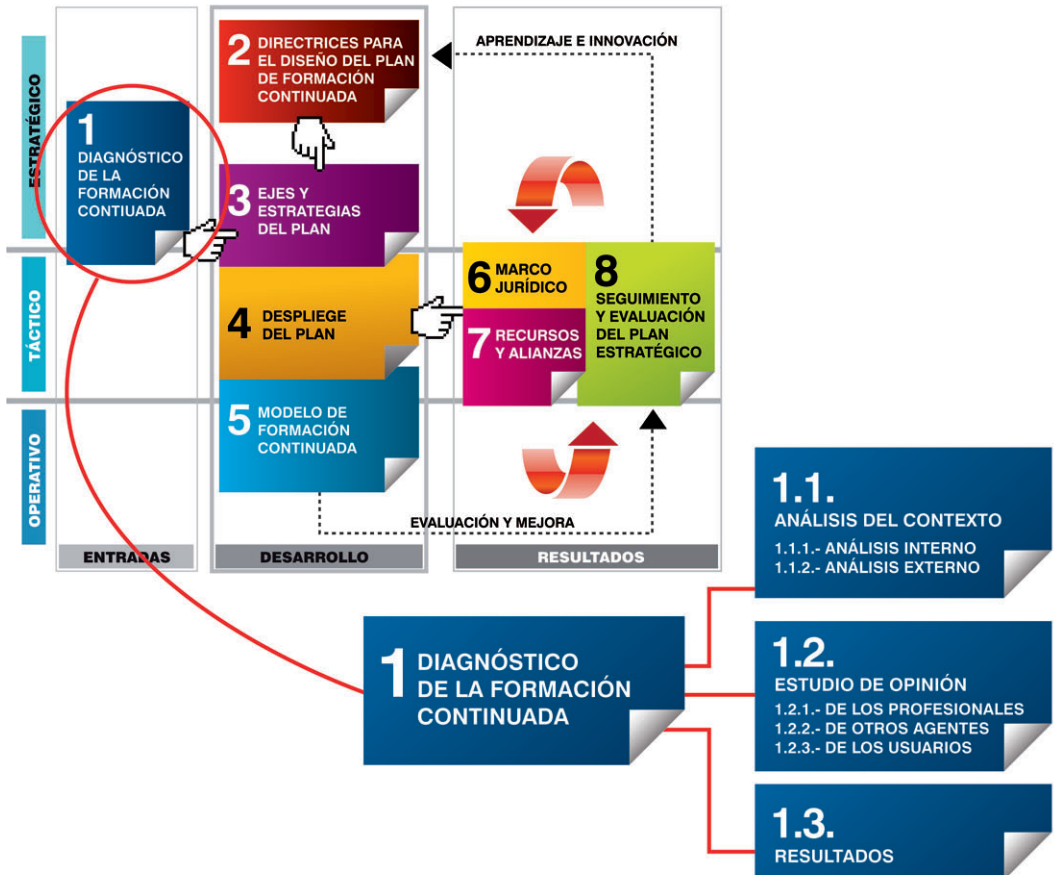 ESTRATÉGICO
TÁCTICO
OPERATIVO
1
DIAGNÓSTICO
DE LA
FORMACIÓN
CONTIUADA
ENTRADAS
2
DIRECTRICES PARA
EL DISEÑO DEL PLAN
DE FORMACIÓN
CONTINUADA
3
EJES Y
ESTRATEGIAS
DEL PLAN
4
DESPLIEGE
DEL PLAN
5
MODELO DE
FORMACIÓN
CONTINUADA
DESARROLLO
APRENDIZAJE E INNOVACIÓN
6
MARCO
JURÍDICO
7
RECURSOS
Y ALIANZAS
8
SEGUIMIENTO
Y EVALUACIÓN
DEL PLAN
ESTRATÉGICO
EVALUACIÓN Y MEJORA
RESULTADOS
1
DIAGNÓSTICO
DE LA FORMACIÓN
CONTINUADA
1.1.
ANÁLISIS DEL CONTEXTO
1.1.1.- ANÁLISIS INTERNO
1.1.2.- ANÁLISIS EXTERNO
1.2.
ESTUDIO DE OPINIÓN
1.2.1.- DE LOS PROFESIONALES
1.2.2.- DE OTROS AGENTES
1.2.3.- DE LOS USUARIOS
1.3.
RESULTADOS